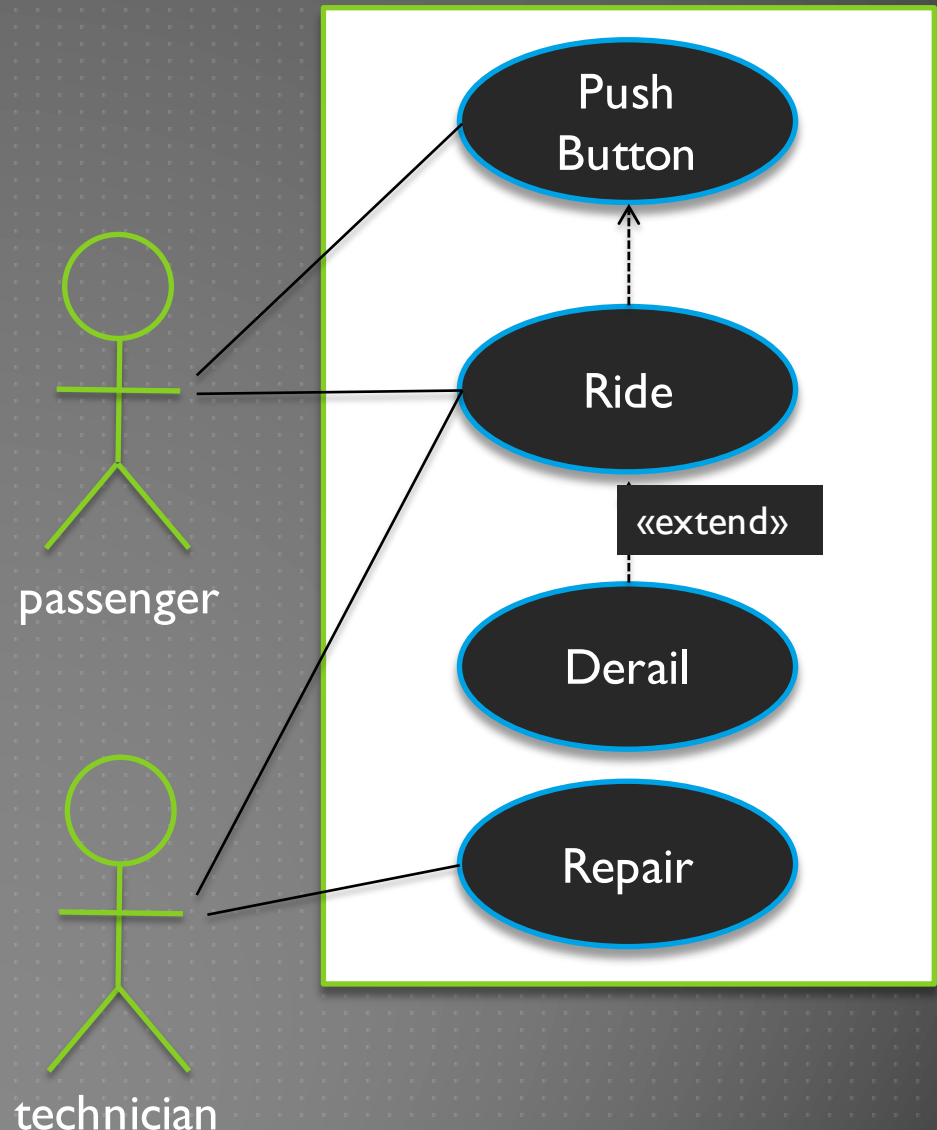 Push
Button
Ride
«extend»
Derail
Repair
passenger
technician